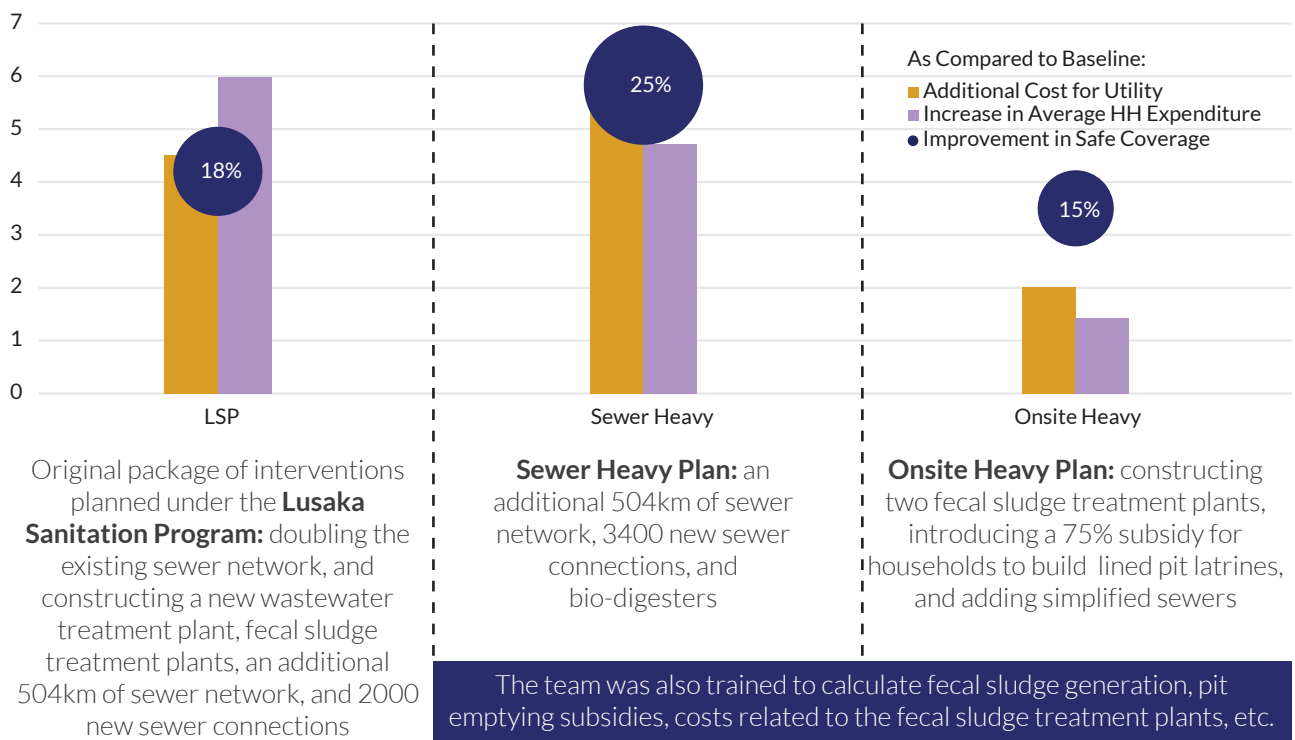 7
6
5
4
3
2
1
0
18%
25%
15%
As Compared to Baseline:
Additional Cost for Utility
Increase in Average HH Expenditure
Improvement in Safe Coverage
LSP
Sewer Heavy
Onsite Heavy
Original package of interventions
planned under the Lusaka
Sanitation Program: doubling the
existing sewer network, and
constructing a new wastewater
treatment plant, fecal sludge
treatment plants, an additional
504km of sewer network, and 2000
new sewer connections
Sewer Heavy Plan: an
additional 504km of sewer
network, 3400 new sewer
connections, and
bio-digesters
Onsite Heavy Plan: constructing
two fecal sludge treatment plants,
introducing a 75% subsidy for
households to build lined pit latrines,
and adding simplified sewers
The team was also trained to calculate fecal sludge generation, pit
emptying subsidies, costs related to the fecal sludge treatment plants, etc.